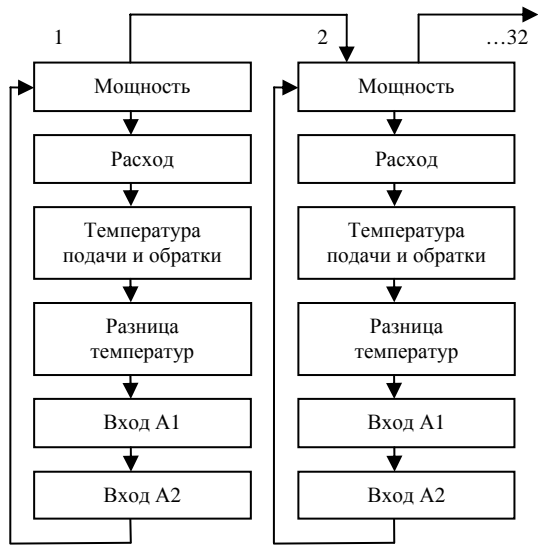 1
Мощность
Расход
Температура
подачи и обратки
Разница
температур
Вход А1
Вход А2
2
Мощность
Расход
Температура
подачи и обратки
Разница
температур
Вход А1
Вход А2
…32